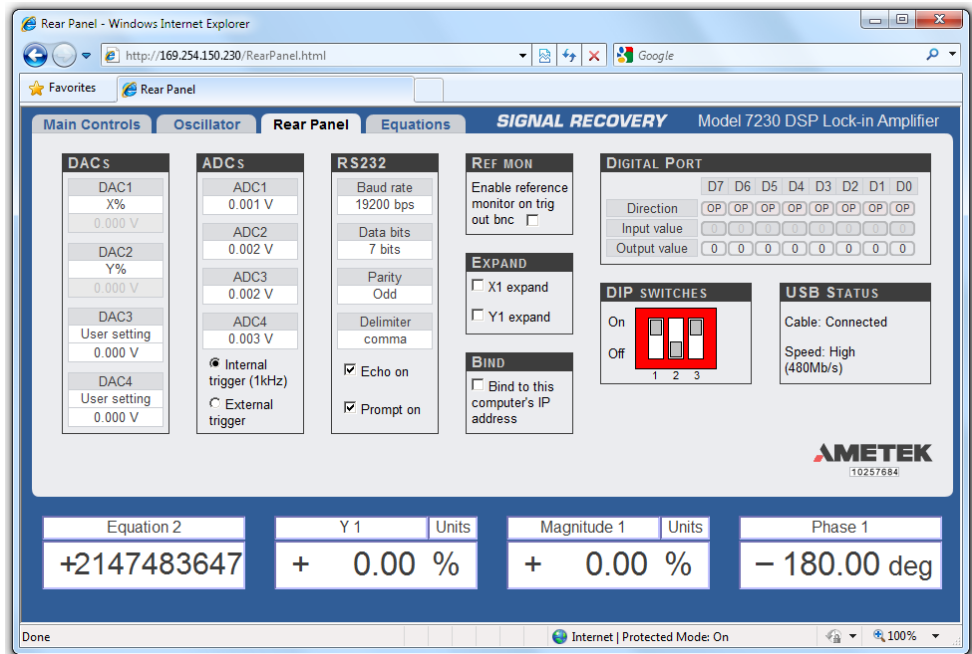 Rear Panel - Windows Internet Explorer
http://169.254.150.230/RearPanel.html
Google
Favorites
Rear Panel
Main Controls Oscillator Rear Panel Equations SIGNAL RECOVERY Model 7230 DSP Lock-in Amplifier
DACs
DAC1
X%
0.000 V
DAC2
Y%
0.000 V
DAC3
User setting
0.000 V
DAC4
User setting
0.000 V
ADCs
ADC1
0.001 V
ADC2
0.002 V
ADC3
0.002 V
ADC4
0.003 V
Internal
trigger (1kHz)
External
trigger
RS232
Baud rate
19200 bps
Data bits
7 bits
Parity
Odd
Delimiter
comma
Echo on
Prompt on
REF MON
Enable reference
monitor on trig
out bnc
EXPAND
X1 expand
Y1 expand
BIND
Bind to this
computer's IP
address
DIGITAL PORT
D7 D6 D5 D4 D3 D2 D1 D0
Direction OP OP OP OP OP OP OP OP
Input value 0 0 0 0 0 0 0 0
Output value 0 0 0 0 0 0 0 0
DIP SWITCHES
On
Off
1 2 3
USB STATUS
Cable: Connected
Speed: High
(480Mb/s)
AMETEK
10257684
Equation 2
+2147483647
Y 1 Units
+ 0.00 %
Magnitude 1 Units
+ 0.00 %
Phase 1
− 180.00 deg
Done
Internet | Protected Mode: On
100%